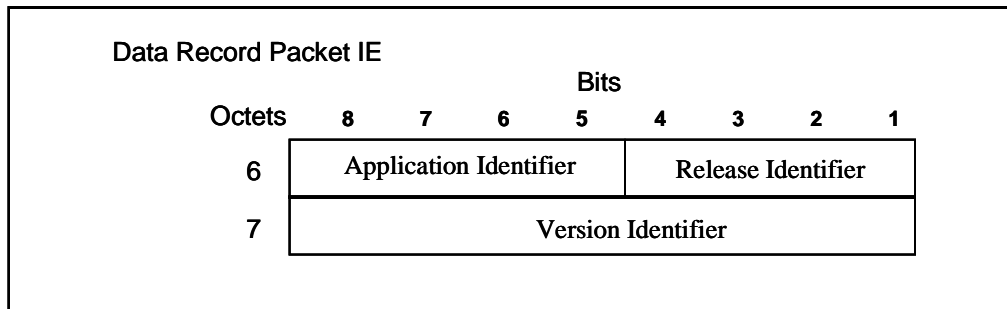 Data Record Packet IE
Bits
Octets 8 7 6 5 4 3 2 1
6 Application Identifier Release Identifier
7 Version Identifier